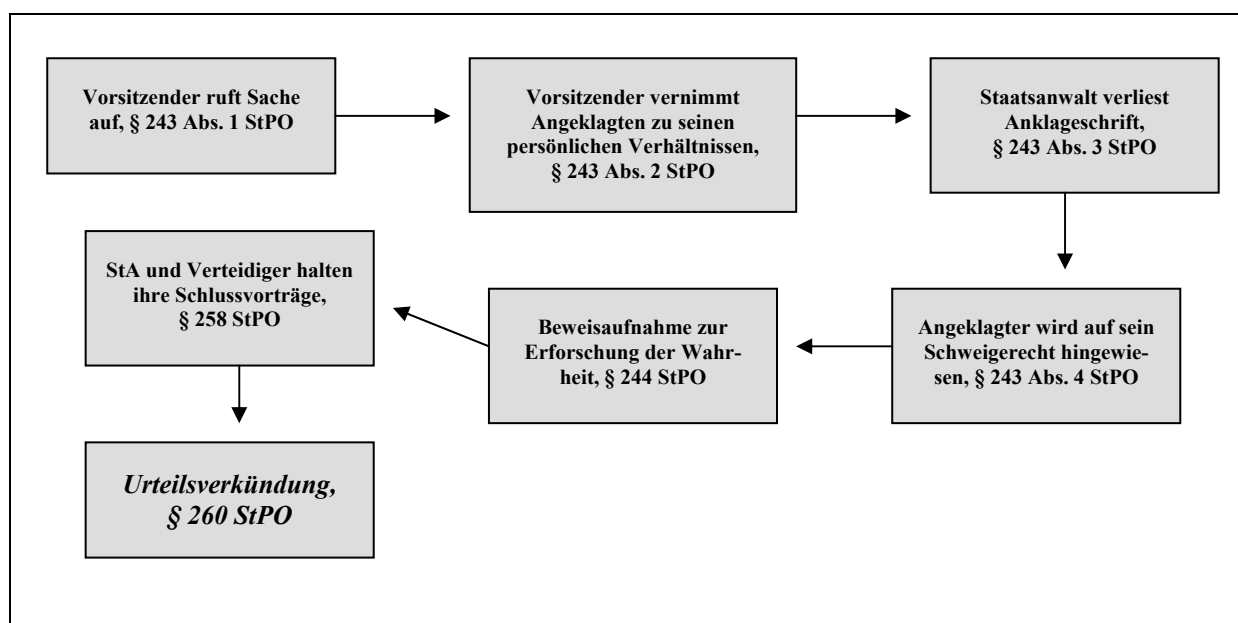 Vorsitzender ruft Sache
auf, § 243 Abs. 1 StPO
Vorsitzender vernimmt
Angeklagten zu seinen
persönlichen Verhältnissen,
§ 243 Abs. 2 StPO
Staatsanwalt verliest
Anklageschrift,
§ 243 Abs. 3 StPO
Angeklagter wird auf sein
Schweigerecht hingewie-
sen, § 243 Abs. 4 StPO
Beweisaufnahme zur
Erforschung der Wahr-
heit, § 244 StPO
StA und Verteidiger halten
ihre Schlussvorträge,
§ 258 StPO
Urteilsverkündung,
§ 260 StPO